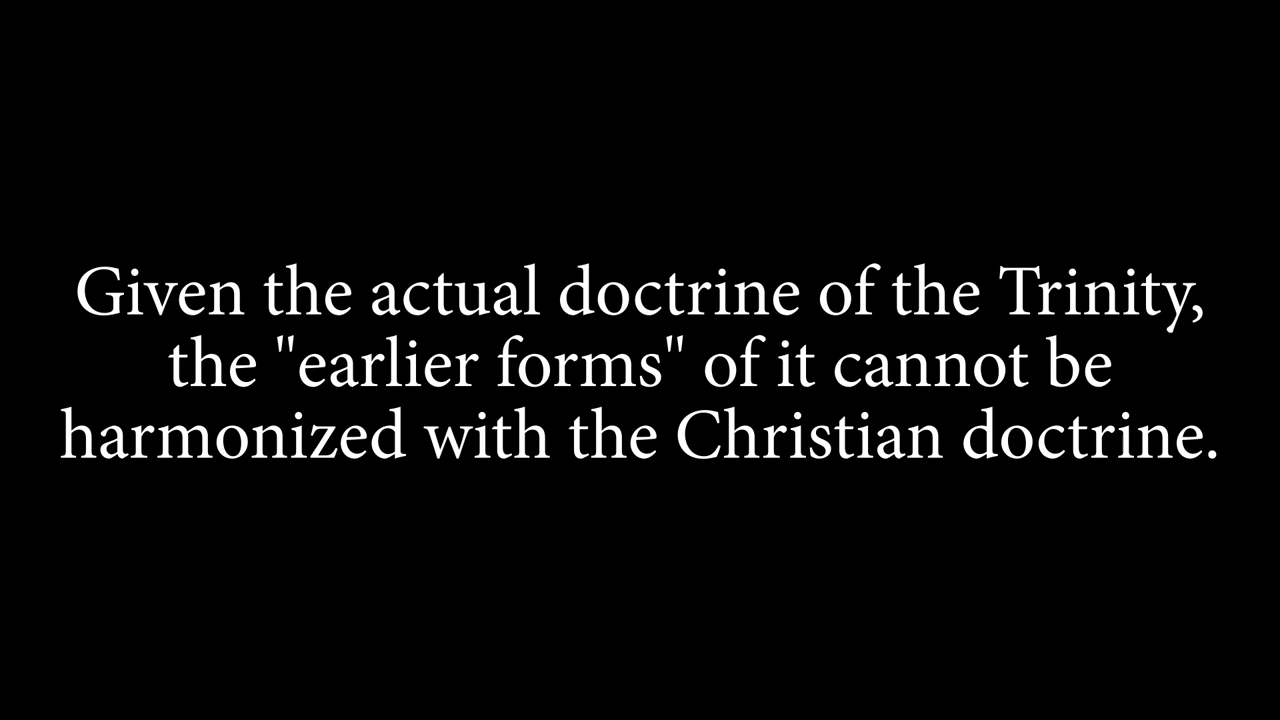 Given the actual doctrine of the Trinity,
the "earlier forms" of it cannot be
harmonized with the Christian doctrine.